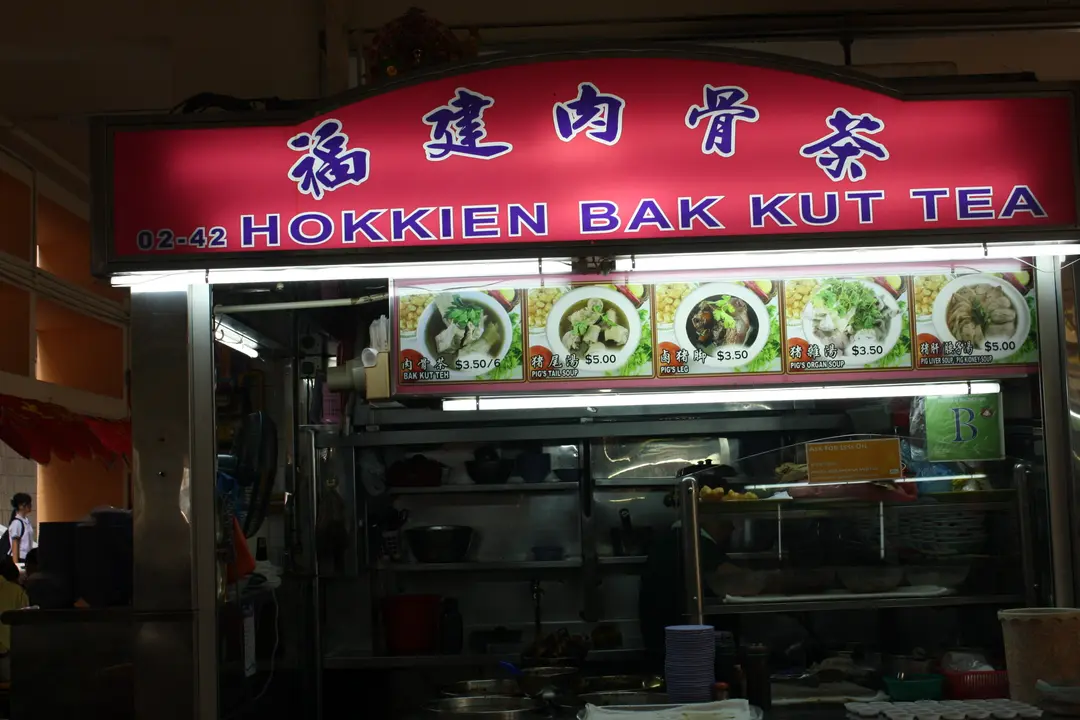 福建肉骨茶
02-42 HOKKIEN BAK KUT TEA
肉骨茶 $3.50/6
BAK KUT TEH
猪尾汤 $5.00
PIG'S TAIL SOUP
卤猪脚 $3.50
PIG'S LEG
猪雜汤 $3.50
PIG'S ORGAN SOUP
$5.00
PIG LIVER SOUP, PIG KIDNEY SOUP
B